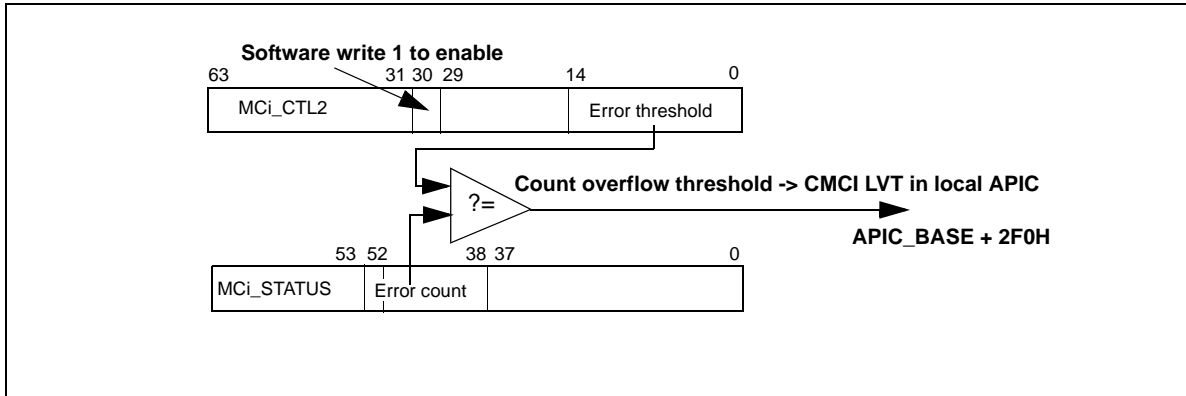 Software write 1 to enable
63 31 30 29 14 0
MCi_CTL2 Error threshold
?=
Count overflow threshold -> CMCI LVT in local APIC
APIC_BASE + 2F0H
53 52 38 37 0
MCi_STATUS Error count